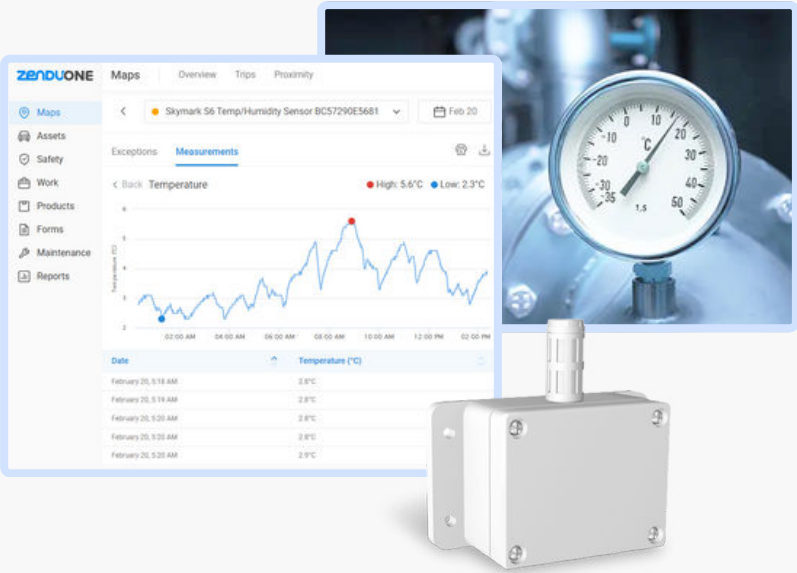 ZENDUONE
Maps Overview Trips Proximity
Maps
Assets
Safety
Work
Products
Forms
Maintenance
Reports
Skymark S6 Temp/Humidity Sensor BC57290E5681
Feb 20
Exceptions Measurements
Back Temperature
High: 5.6°C Low: 2.3°C
Temperature (°C)
6
5
4
3
2
02:00 AM 04:00 AM 06:00 AM 08:00 AM 10:00 AM 12:00 PM 02:00 PM
Date Temperature (°C)
February 20, 5:18 AM 2.8°C
February 20, 5:19 AM 2.8°C
February 20, 5:20 AM 2.8°C
February 20, 5:20 AM 2.8°C
February 20, 5:20 AM 2.9°C
°C
-35
-30
-20
-10
0
10
20
30
40
50
1,5